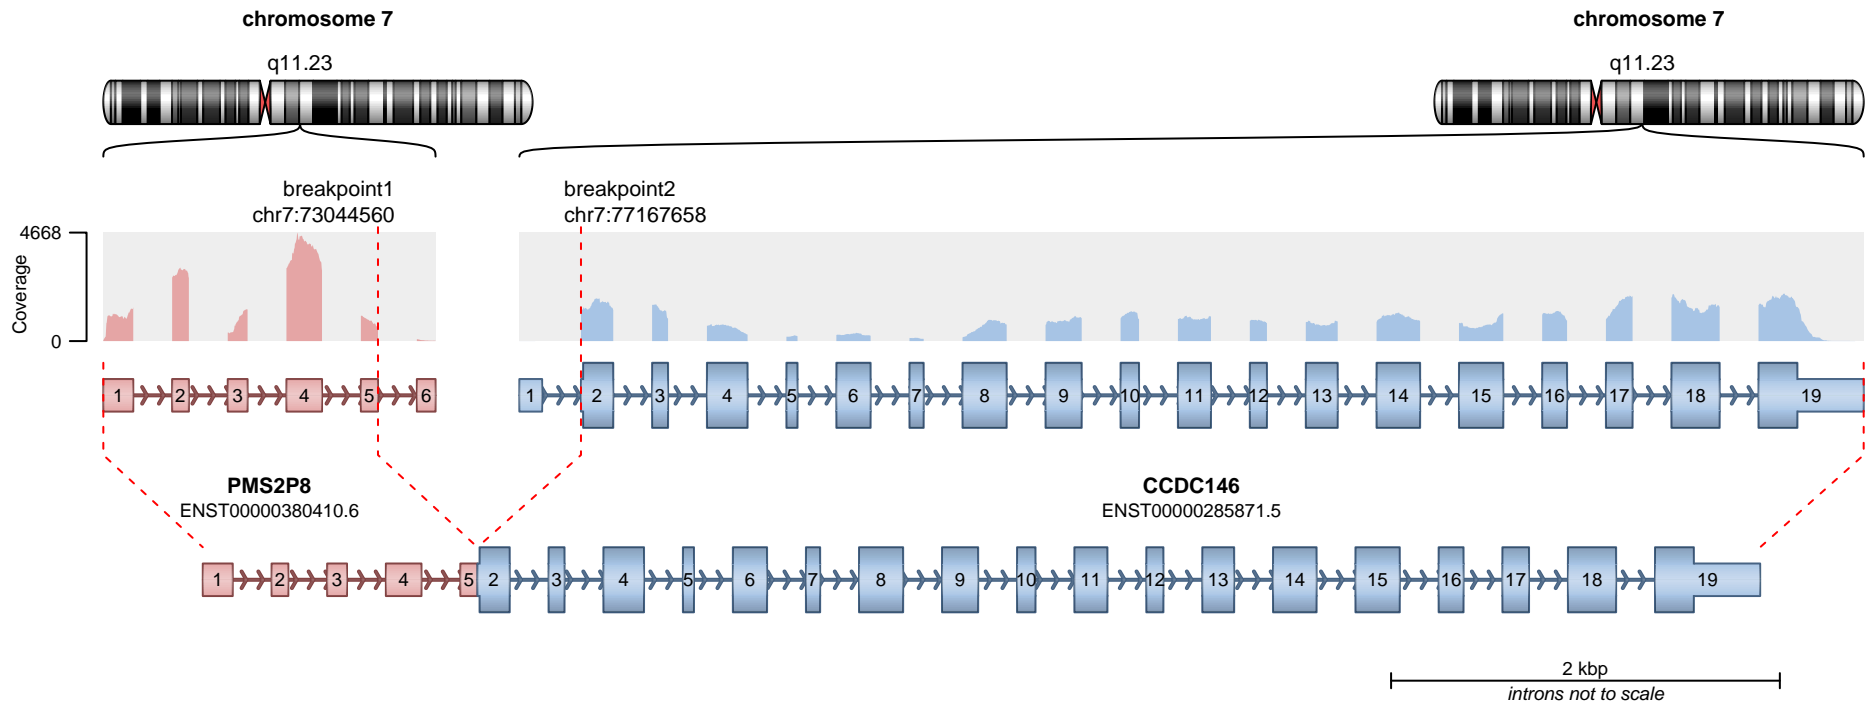 chromosome 7
chromosome 7
q11.23
q11.23
breakpoint1
chr7:73044560
breakpoint2
chr7:77167658
4668
Coverage
0
1 2 3 4 5 6
1 2 3 4 5 6 7 8 9 10 11 12 13 14 15 16 17 18 19
PMS2P8
ENST00000380410.6
CCDC146
ENST00000285871.5
1 2 3 4 5 2 3 4 5 6 7 8 9 10 11 12 13 14 15 16 17 18 19
2 kbp
introns not to scale